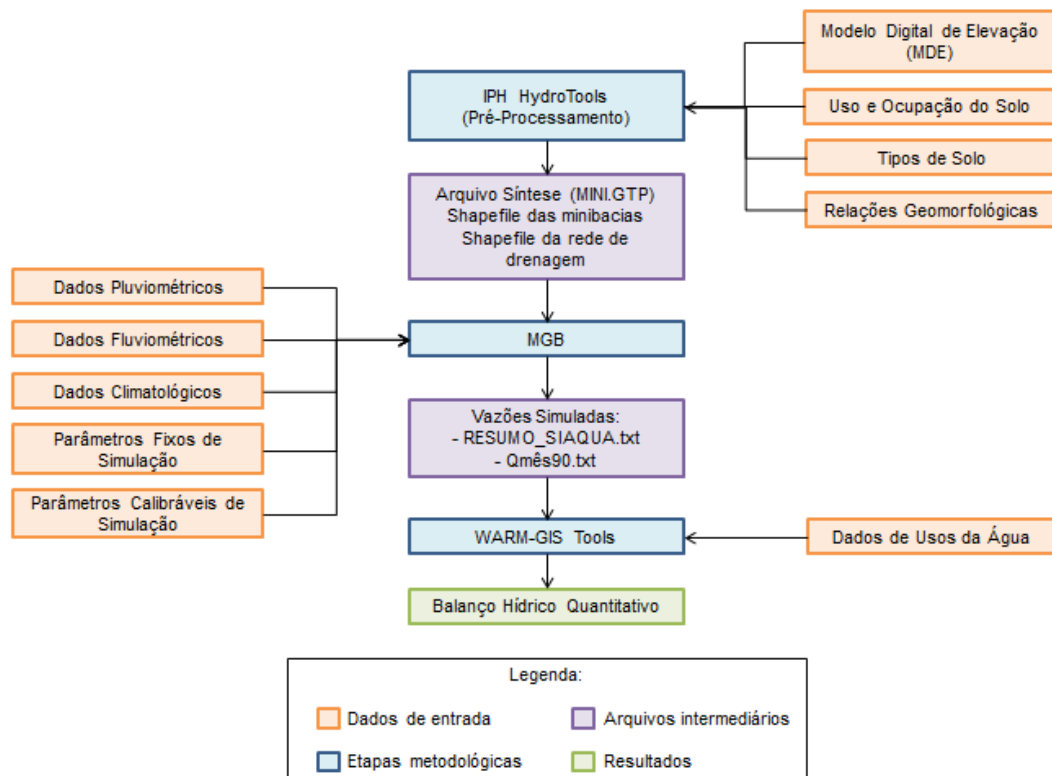 Modelo Digital de Elevação
(MDE)
IPH HydroTools
(Pré-Processamento)
Uso e Ocupação do Solo
Tipos de Solo
Relações Geomorfológicas
Arquivo Síntese (MINI.GTP)
Shapefile das minibacias
Shapefile da rede de
drenagem
Dados Pluviométricos
Dados Fluviométricos
Dados Climatológicos
Parâmetros Fixos de
Simulação
Parâmetros Calibráveis de
Simulação
MGB
Vazões Simuladas:
- RESUMO_SIAQUA.txt
- Qmês90.txt
WARM-GIS Tools
Dados de Usos da Água
Balanço Hídrico Quantitativo
Legenda:
Dados de entrada
Arquivos intermediários
Etapas metodológicas
Resultados